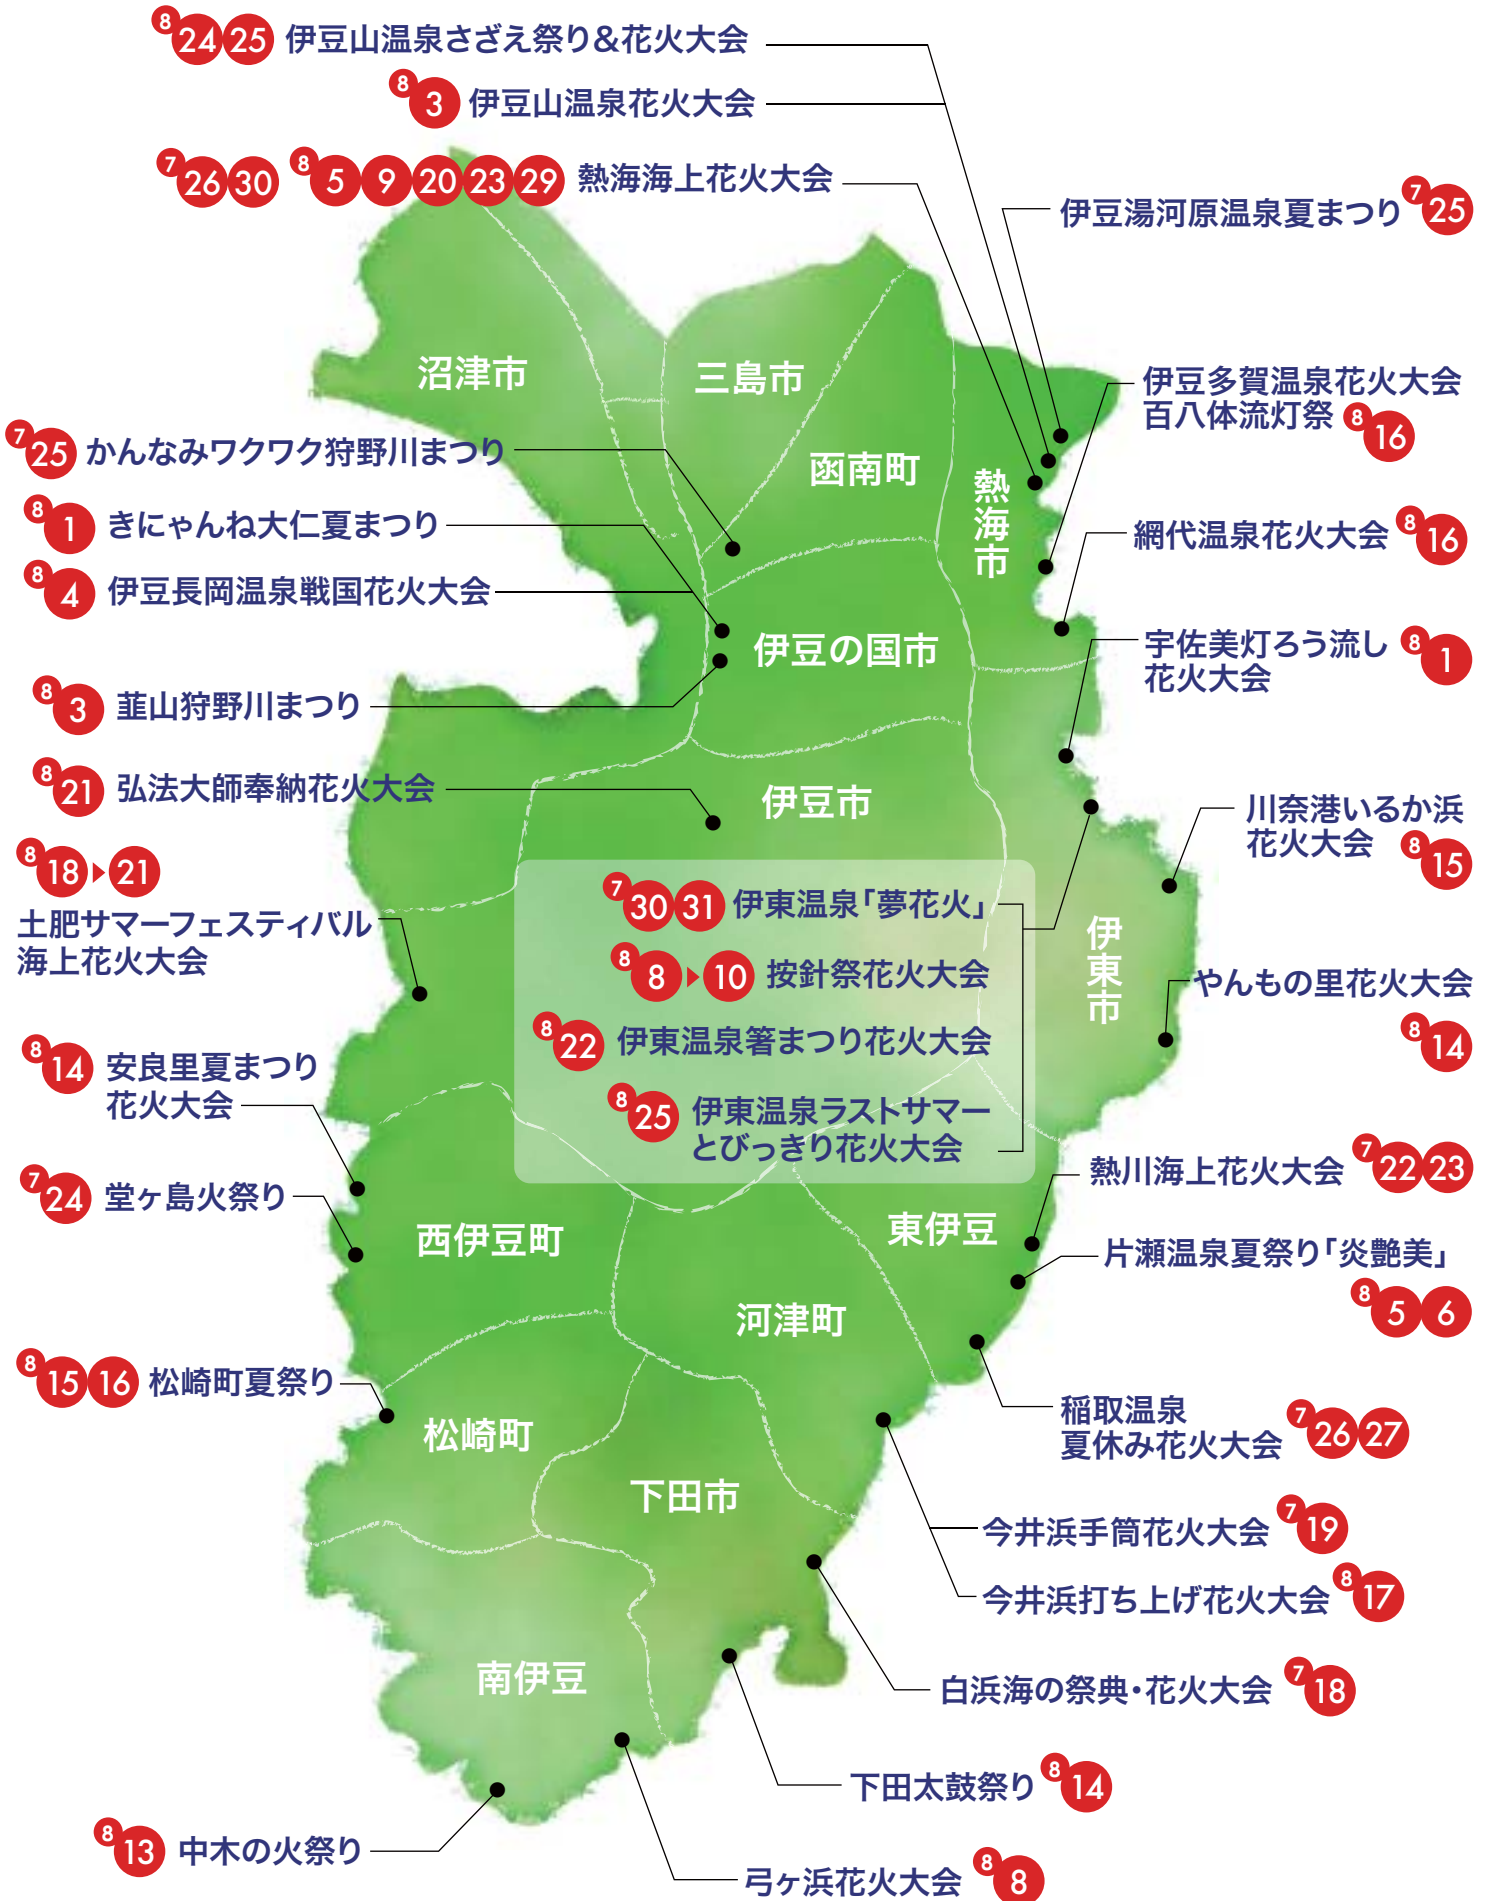 8 24 25 伊豆山温泉さざえ祭り&花火大会
8 3 伊豆山温泉花火大会
7 26 30 8 5 9 20 23 29 熱海海上花火大会
伊豆湯河原温泉夏まつり 7 25
沼津市
三島市
伊豆多賀温泉花火大会
百八体流灯祭 8 16
7 25 かんなみワクワク狩野川まつり
函南町
熱海市
8 1 きにゃんね大仁夏まつり
網代温泉花火大会 8 16
8 4 伊豆長岡温泉戦国花火大会
伊豆の国市
宇佐美灯ろう流し
花火大会 8 1
8 3 韮山狩野川まつり
8 21 弘法大師奉納花火大会
伊豆市
川奈港いるか浜
花火大会 8 15
8 18 ▶ 21
土肥サマーフェスティバル
海上花火大会
7 30 31 伊東温泉「夢花火」
8 8 ▶ 10 按針祭花火大会
8 22 伊東温泉箸まつり花火大会
8 25 伊東温泉ラストサマー
とびっきり花火大会
伊東市
やんもの里花火大会
8 14
8 14 安良里夏まつり
花火大会
熱川海上花火大会 7 22 23
7 24 堂ヶ島火祭り
西伊豆町
東伊豆
片瀬温泉夏祭り「炎艶美」
8 5 6
河津町
8 15 16 松崎町夏祭り
松崎町
稲取温泉
夏休み花火大会 7 26 27
下田市
今井浜手筒花火大会 7 19
今井浜打ち上げ花火大会 8 17
南伊豆
白浜海の祭典・花火大会 7 18
下田太鼓祭り 8 14
8 13 中木の火祭り
弓ヶ浜花火大会 8 8